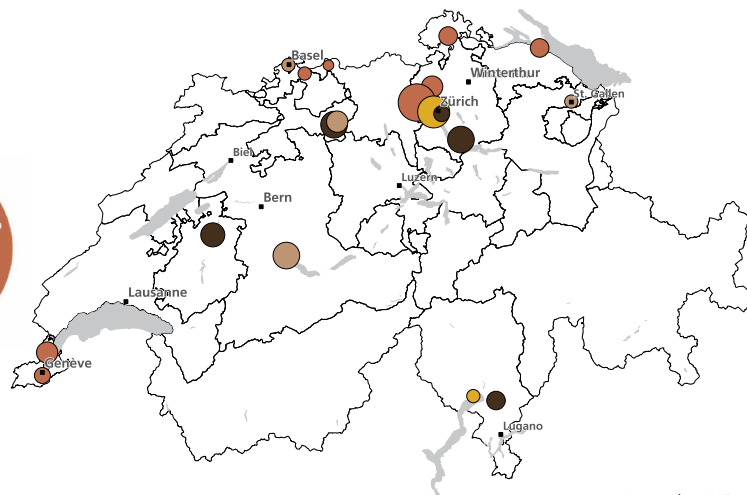 Basel
Winterthur
Zürich
St. Gallen
Biel
Luzern
Bern
Lausanne
Genève
Lugano